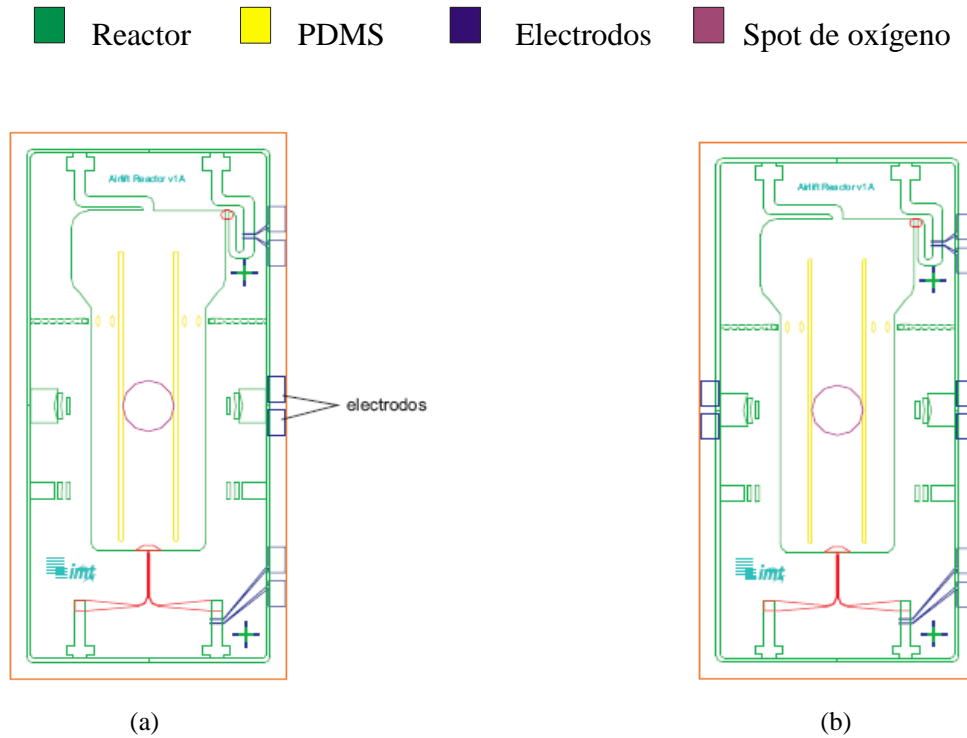 Reactor PDMS Electrodos Spot de oxígeno
Airlift Reactor v1A
Airlift Reactor v1A
electrodos
imt
imt
(a) (b)